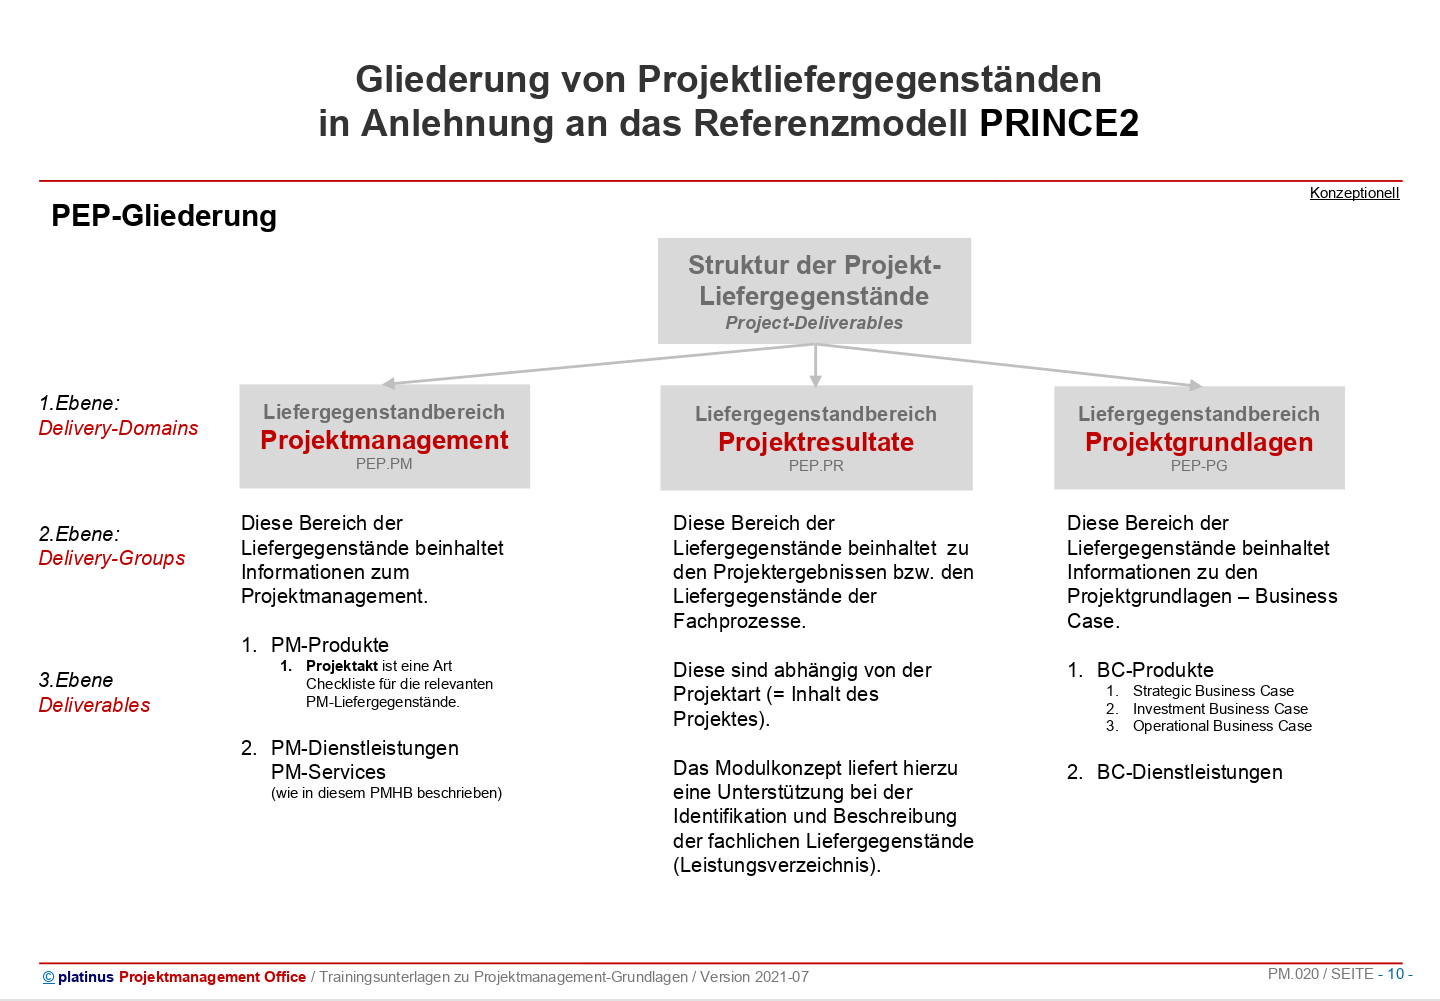 Gliederung von Projektliefergegenständen
in Anlehnung an das Referenzmodell PRINCE2
Konzeptionell
PEP-Gliederung
Struktur der Projekt-
Liefergegenstände
Project-Deliverables
1.Ebene:
Delivery-Domains
Liefergegenstandbereich
Projektmanagement
PEP.PM
Liefergegenstandbereich
Projektresultate
PEP.PR
Liefergegenstandbereich
Projektgrundlagen
PEP-PG
2.Ebene:
Delivery-Groups
3.Ebene
Deliverables
Diese Bereich der
Liefergegenstände beinhaltet
Informationen zum
Projektmanagement.
1. PM-Produkte
1. Projektakt ist eine Art
Checkliste für die relevanten
PM-Liefergegenstände.
2. PM-Dienstleistungen
PM-Services
(wie in diesem PMHB beschrieben)
Diese Bereich der
Liefergegenstände beinhaltet  zu
den Projektergebnissen bzw. den
Liefergegenstände der
Fachprozesse.
Diese sind abhängig von der
Projektart (= Inhalt des
Projektes).
Das Modulkonzept liefert hierzu
eine Unterstützung bei der
Identifikation und Beschreibung
der fachlichen Liefergegenstände
(Leistungsverzeichnis).
Diese Bereich der
Liefergegenstände beinhaltet
Informationen zu den
Projektgrundlagen – Business
Case.
1. BC-Produkte
1. Strategic Business Case
2. Investment Business Case
3. Operational Business Case
2. BC-Dienstleistungen
© platinus Projektmanagement Office / Trainingsunterlagen zu Projektmanagement-Grundlagen / Version 2021-07
PM.020 / SEITE - 10 -